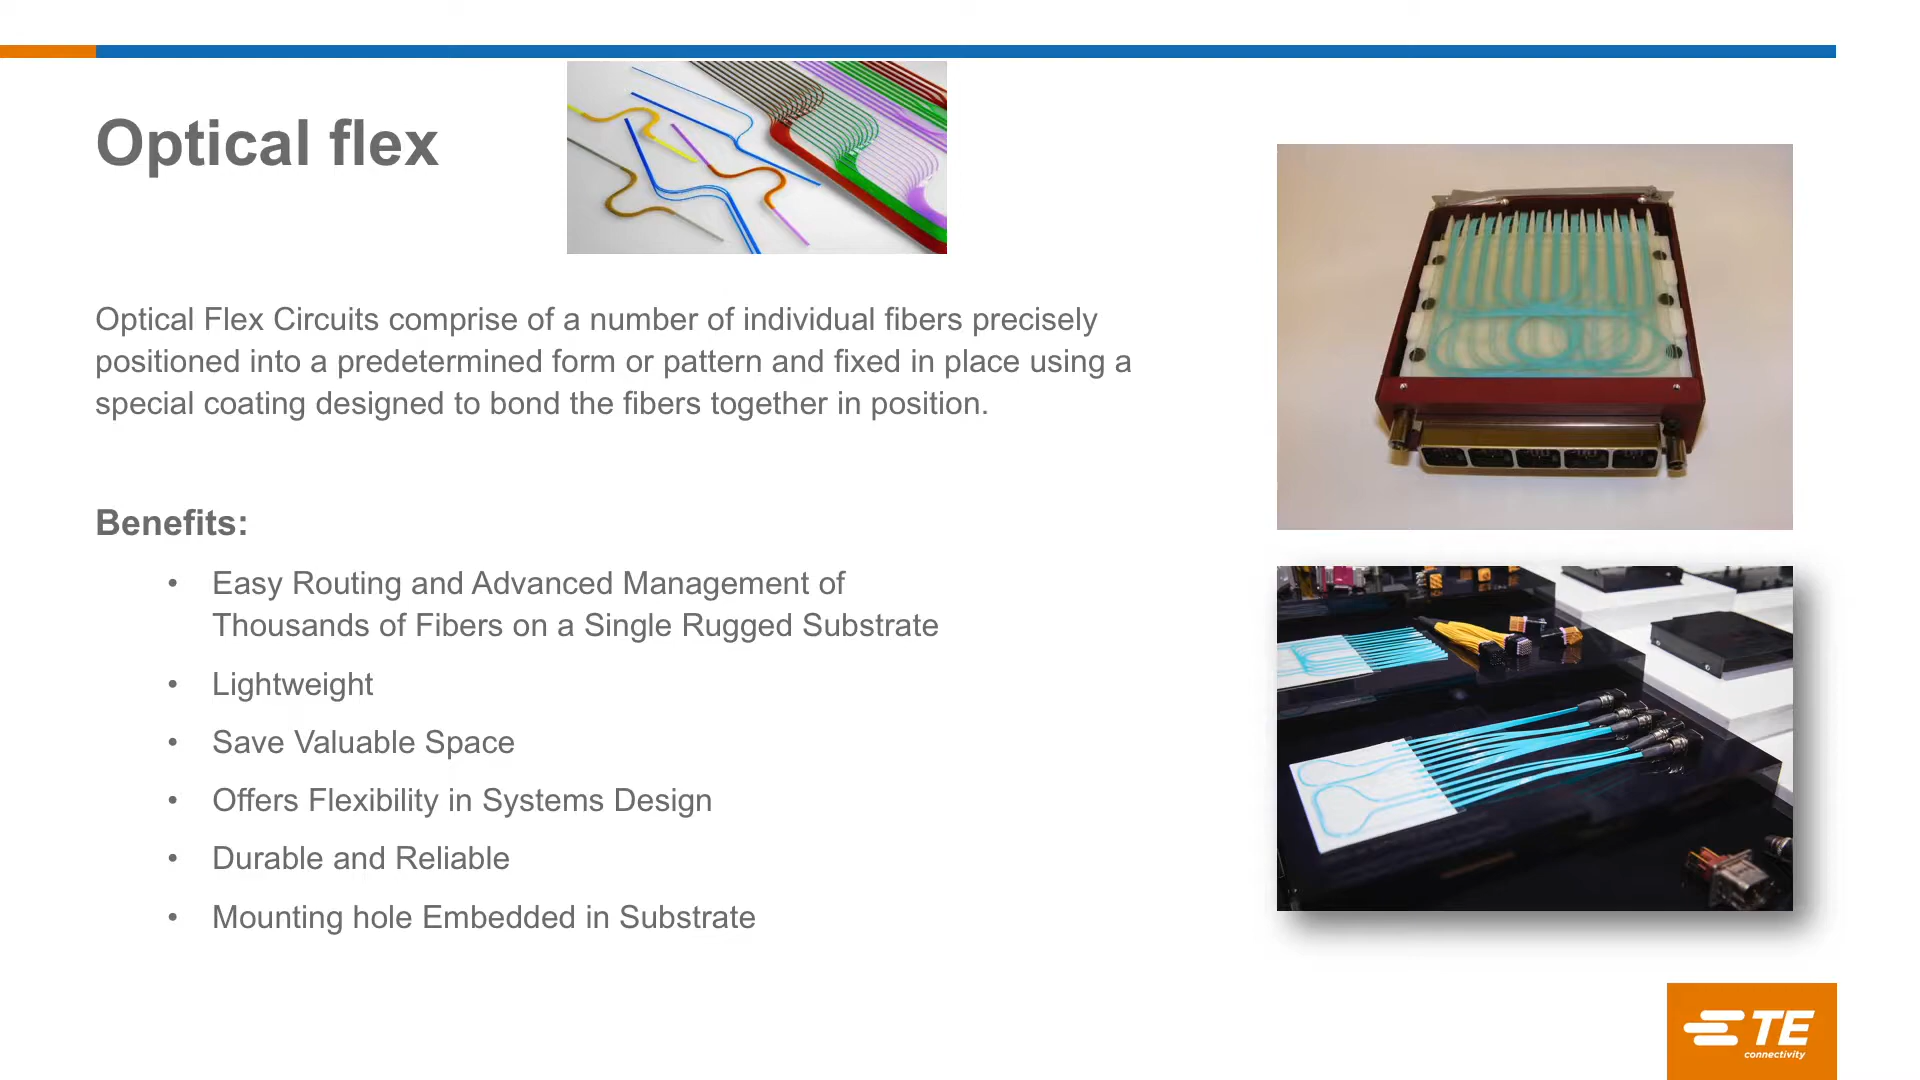 Optical flex
Optical Flex Circuits comprise of a number of individual fibers precisely
positioned into a predetermined form or pattern and fixed in place using a
special coating designed to bond the fibers together in position.
Benefits:
• Easy Routing and Advanced Management of
Thousands of Fibers on a Single Rugged Substrate
• Lightweight
• Save Valuable Space
• Offers Flexibility in Systems Design
• Durable and Reliable
• Mounting hole Embedded in Substrate
TE
connectivity